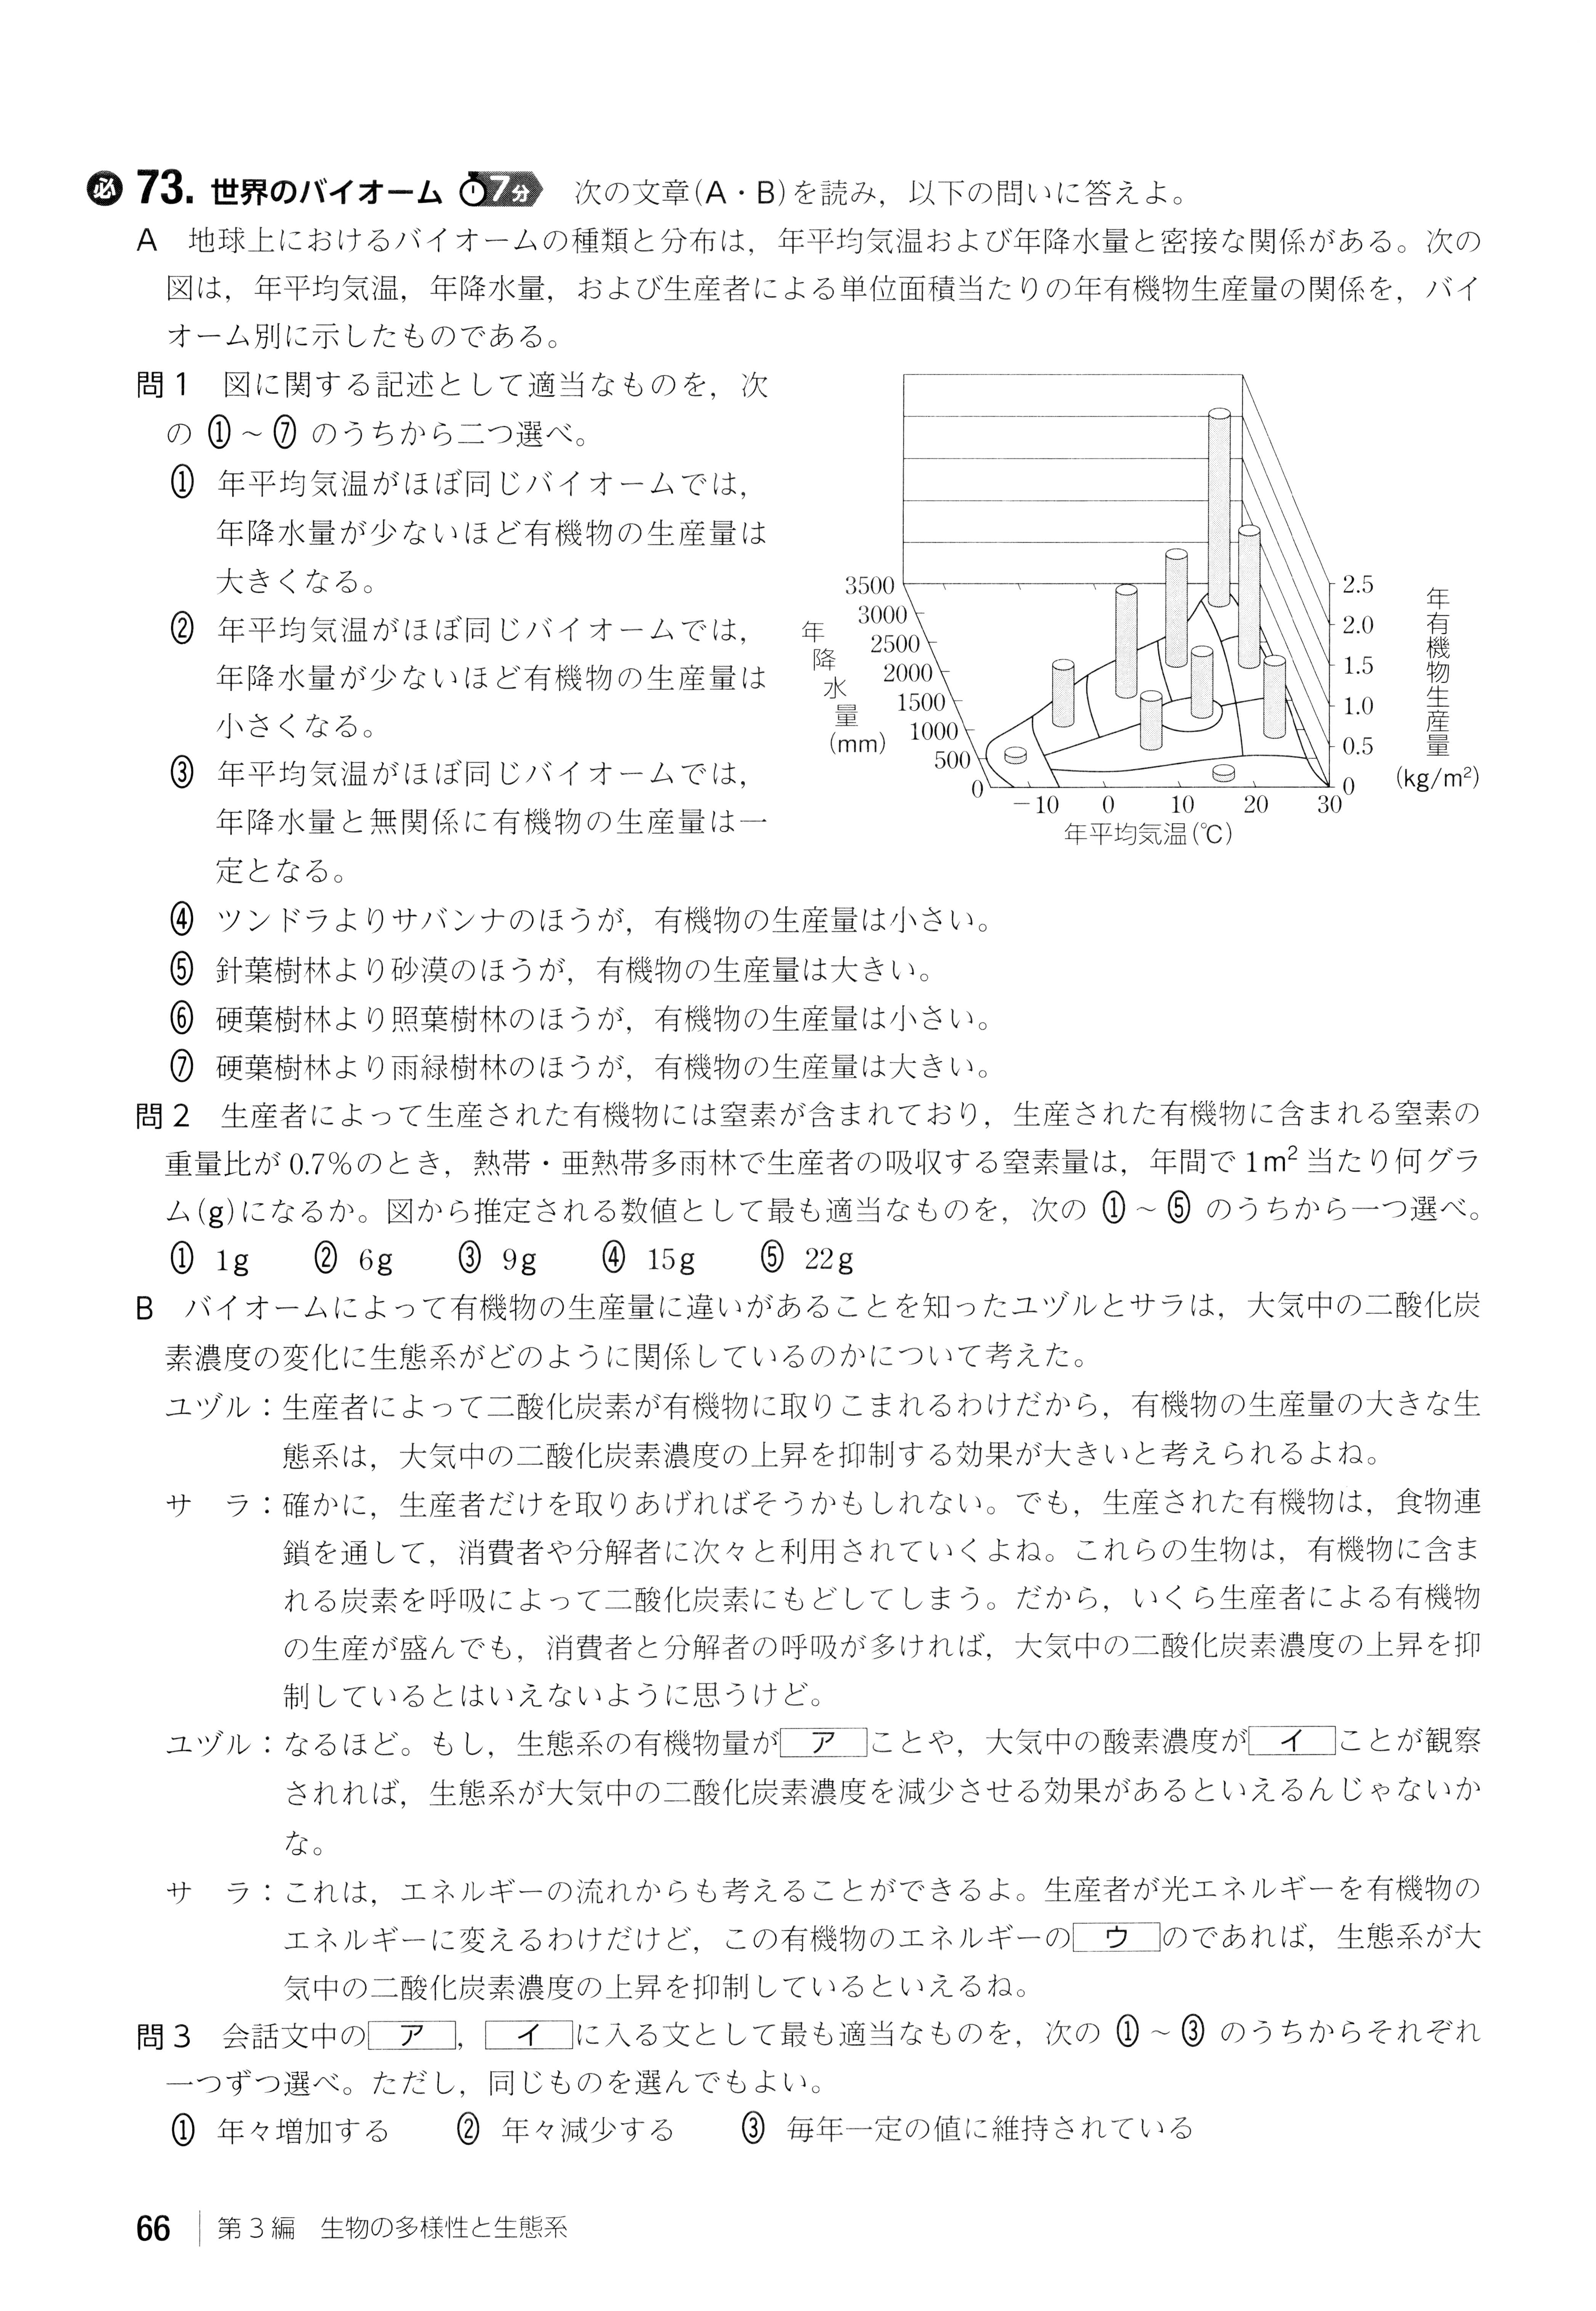 必 73. 世界のバイオーム 7分 次の文章(A・B)を読み，以下の問いに答えよ。
A 地球上におけるバイオームの種類と分布は，年平均気温および年降水量と密接な関係がある。次の
図は，年平均気温，年降水量，および生産者による単位面積当たりの年有機物生産量の関係を，バイ
オーム別に示したものである。
問1 図に関する記述として適当なものを，次
の ①～⑦ のうちから二つ選べ。
① 年平均気温がほぼ同じバイオームでは，
年降水量が少ないほど有機物の生産量は
大きくなる。
② 年平均気温がほぼ同じバイオームでは，
年降水量が少ないほど有機物の生産量は
小さくなる。
③ 年平均気温がほぼ同じバイオームでは，
年降水量と無関係に有機物の生産量は一
定となる。
3500
3000
2500
2000
1500
1000
500
0
年降水量
(mm)
−10 0 10 20 30
年平均気温(℃)
2.5
2.0
1.5
1.0
0.5
0
年有機物生産量
(kg/m²)
④ ツンドラよりサバンナのほうが，有機物の生産量は小さい。
⑤ 針葉樹林より砂漠のほうが，有機物の生産量は大きい。
⑥ 硬葉樹林より照葉樹林のほうが，有機物の生産量は小さい。
⑦ 硬葉樹林より雨緑樹林のほうが，有機物の生産量は大きい。
問2 生産者によって生産された有機物には窒素が含まれており，生産された有機物に含まれる窒素の
重量比が 0.7％のとき，熱帯・亜熱帯多雨林で生産者の吸収する窒素量は，年間で 1m² 当たり何グラ
ム(g)になるか。図から推定される数値として最も適当なものを，次の ①～⑤ のうちから一つ選べ。
① 1g ② 6g ③ 9g ④ 15g ⑤ 22g
B バイオームによって有機物の生産量に違いがあることを知ったユヅルとサラは，大気中の二酸化炭
素濃度の変化に生態系がどのように関係しているのかについて考えた。
ユヅル：生産者によって二酸化炭素が有機物に取りこまれるわけだから，有機物の生産量の大きな生
態系は，大気中の二酸化炭素濃度の上昇を抑制する効果が大きいと考えられるよね。
サ ラ：確かに，生産者だけを取りあげればそうかもしれない。でも，生産された有機物は，食物連
鎖を通して，消費者や分解者に次々と利用されていくよね。これらの生物は，有機物に含ま
れる炭素を呼吸によって二酸化炭素にもどしてしまう。だから，いくら生産者による有機物
の生産が盛んでも，消費者と分解者の呼吸が多ければ，大気中の二酸化炭素濃度の上昇を抑
制しているとはいえないように思うけど。
ユヅル：なるほど。もし，生態系の有機物量が ア ことや，大気中の酸素濃度が イ ことが観察
されれば，生態系が大気中の二酸化炭素濃度を減少させる効果があるといえるんじゃないか
な。
サ ラ：これは，エネルギーの流れからも考えることができるよ。生産者が光エネルギーを有機物の
エネルギーに変えるわけだけど，この有機物のエネルギーの ウ のであれば，生態系が大
気中の二酸化炭素濃度の上昇を抑制しているといえるね。
問3 会話文中の ア ， イ に入る文として最も適当なものを，次の ①～③ のうちからそれぞれ
一つずつ選べ。ただし，同じものを選んでもよい。
① 年々増加する ② 年々減少する ③ 毎年一定の値に維持されている
66 第3編 生物の多様性と生態系